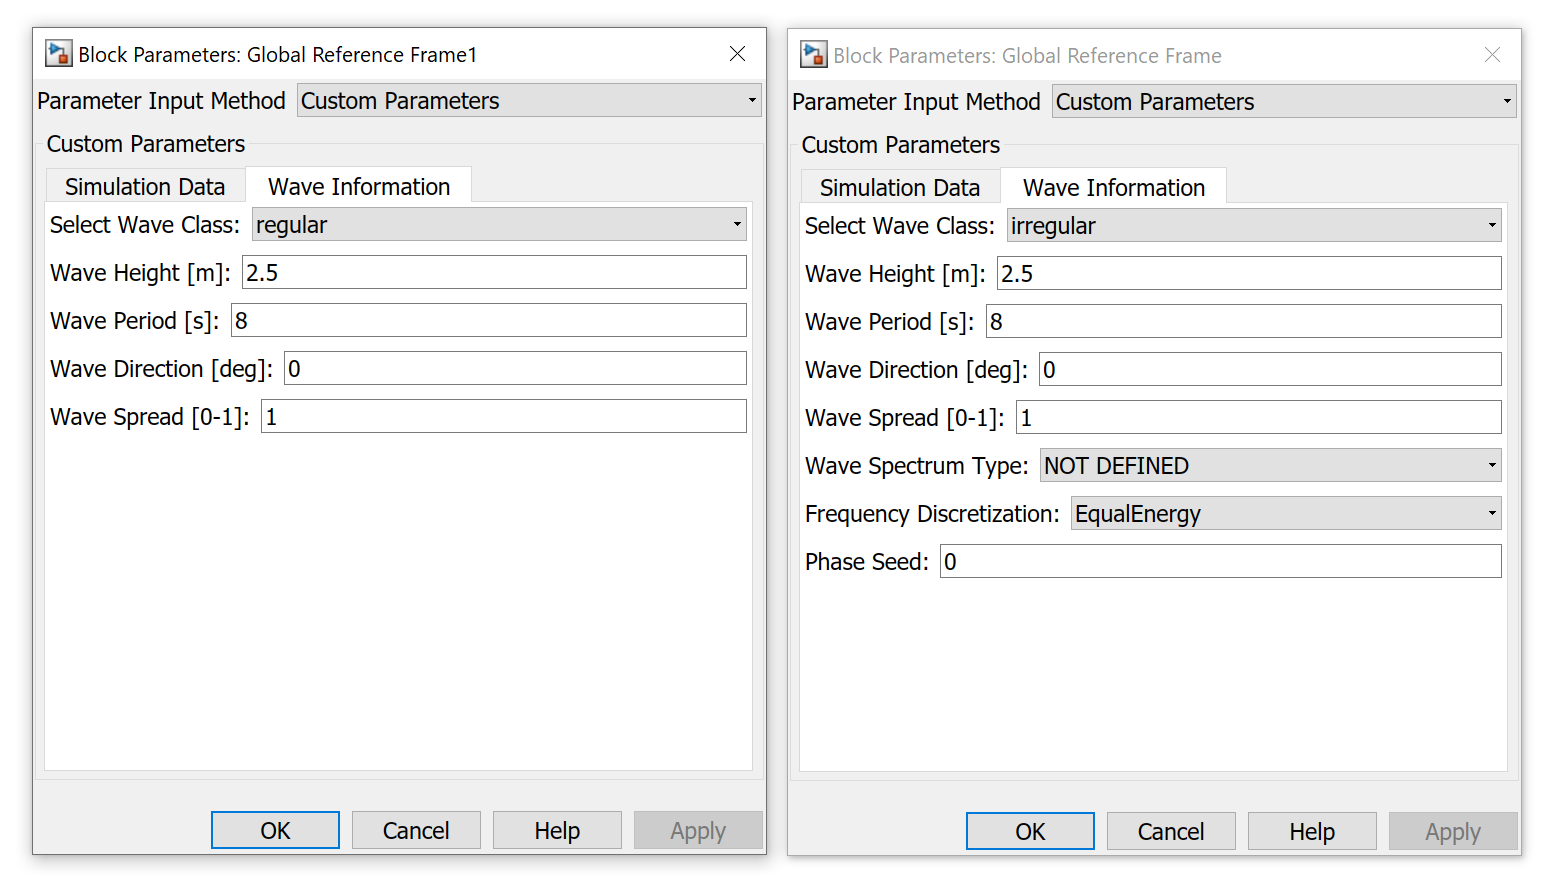 Block Parameters: Global Reference Frame1
Parameter Input Method Custom Parameters
Custom Parameters
Simulation Data Wave Information
Select Wave Class: regular
Wave Height [m]: 2.5
Wave Period [s]: 8
Wave Direction [deg]: 0
Wave Spread [0-1]: 1
OK Cancel Help Apply
Block Parameters: Global Reference Frame
Parameter Input Method Custom Parameters
Custom Parameters
Simulation Data Wave Information
Select Wave Class: irregular
Wave Height [m]: 2.5
Wave Period [s]: 8
Wave Direction [deg]: 0
Wave Spread [0-1]: 1
Wave Spectrum Type: NOT DEFINED
Frequency Discretization: EqualEnergy
Phase Seed: 0
OK Cancel Help Apply